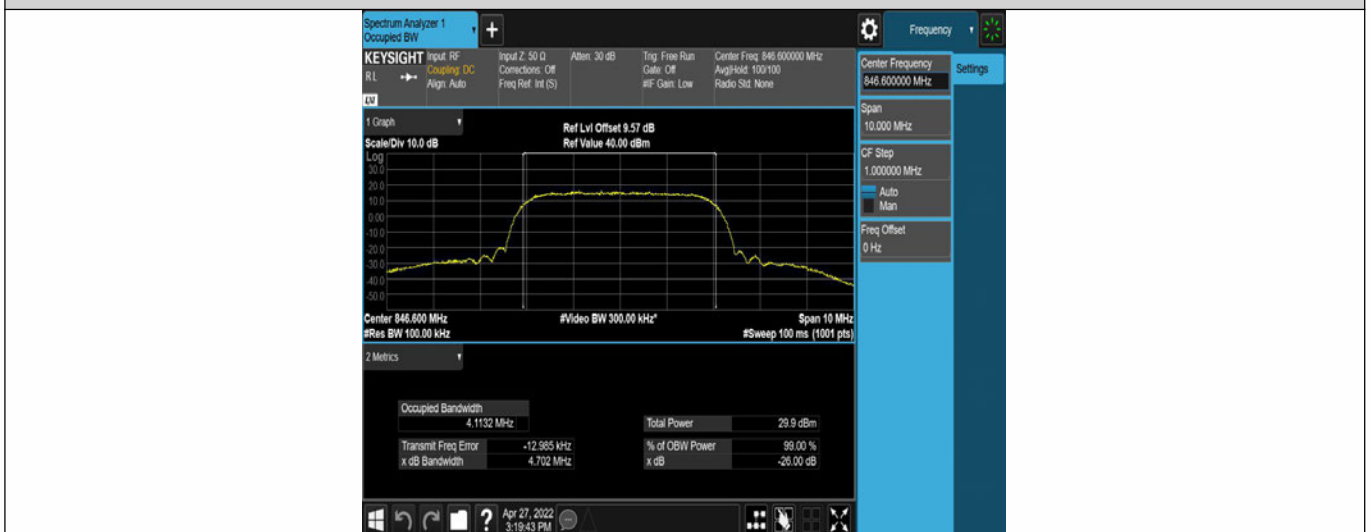 Spectrum Analyzer 1
Occupied BW
+
Frequency
KEYSIGHT
Input: RF
Coupling: DC
Align: Auto
Input Z: 50 Ω
Corrections: Off
Freq Ref: Int (S)
Atten: 30 dB
Trig: Free Run
Gate: Off
#IF Gain: Low
Center Freq: 846.600000 MHz
Avg|Hold: 100/100
Radio Std: None
RL
Center Frequency
846.600000 MHz
Settings
Span
10.000 MHz
CF Step
1.000000 MHz
Auto
Man
Freq Offset
0 Hz
1 Graph
Scale/Div 10.0 dB
Ref Lvl Offset 9.57 dB
Ref Value 40.00 dBm
Log
30.0
20.0
10.0
0.00
-10.0
-20.0
-30.0
-40.0
-50.0
Center 846.600 MHz
#Res BW 100.00 kHz
#Video BW 300.00 kHz*
Span 10 MHz
#Sweep 100 ms (1001 pts)
2 Metrics
Occupied Bandwidth
4.1132 MHz
Transmit Freq Error -12.985 kHz
x dB Bandwidth 4.702 MHz
Total Power 29.9 dBm
% of OBW Power 99.00 %
x dB -26.00 dB
?
Apr 27, 2022
3:19:43 PM